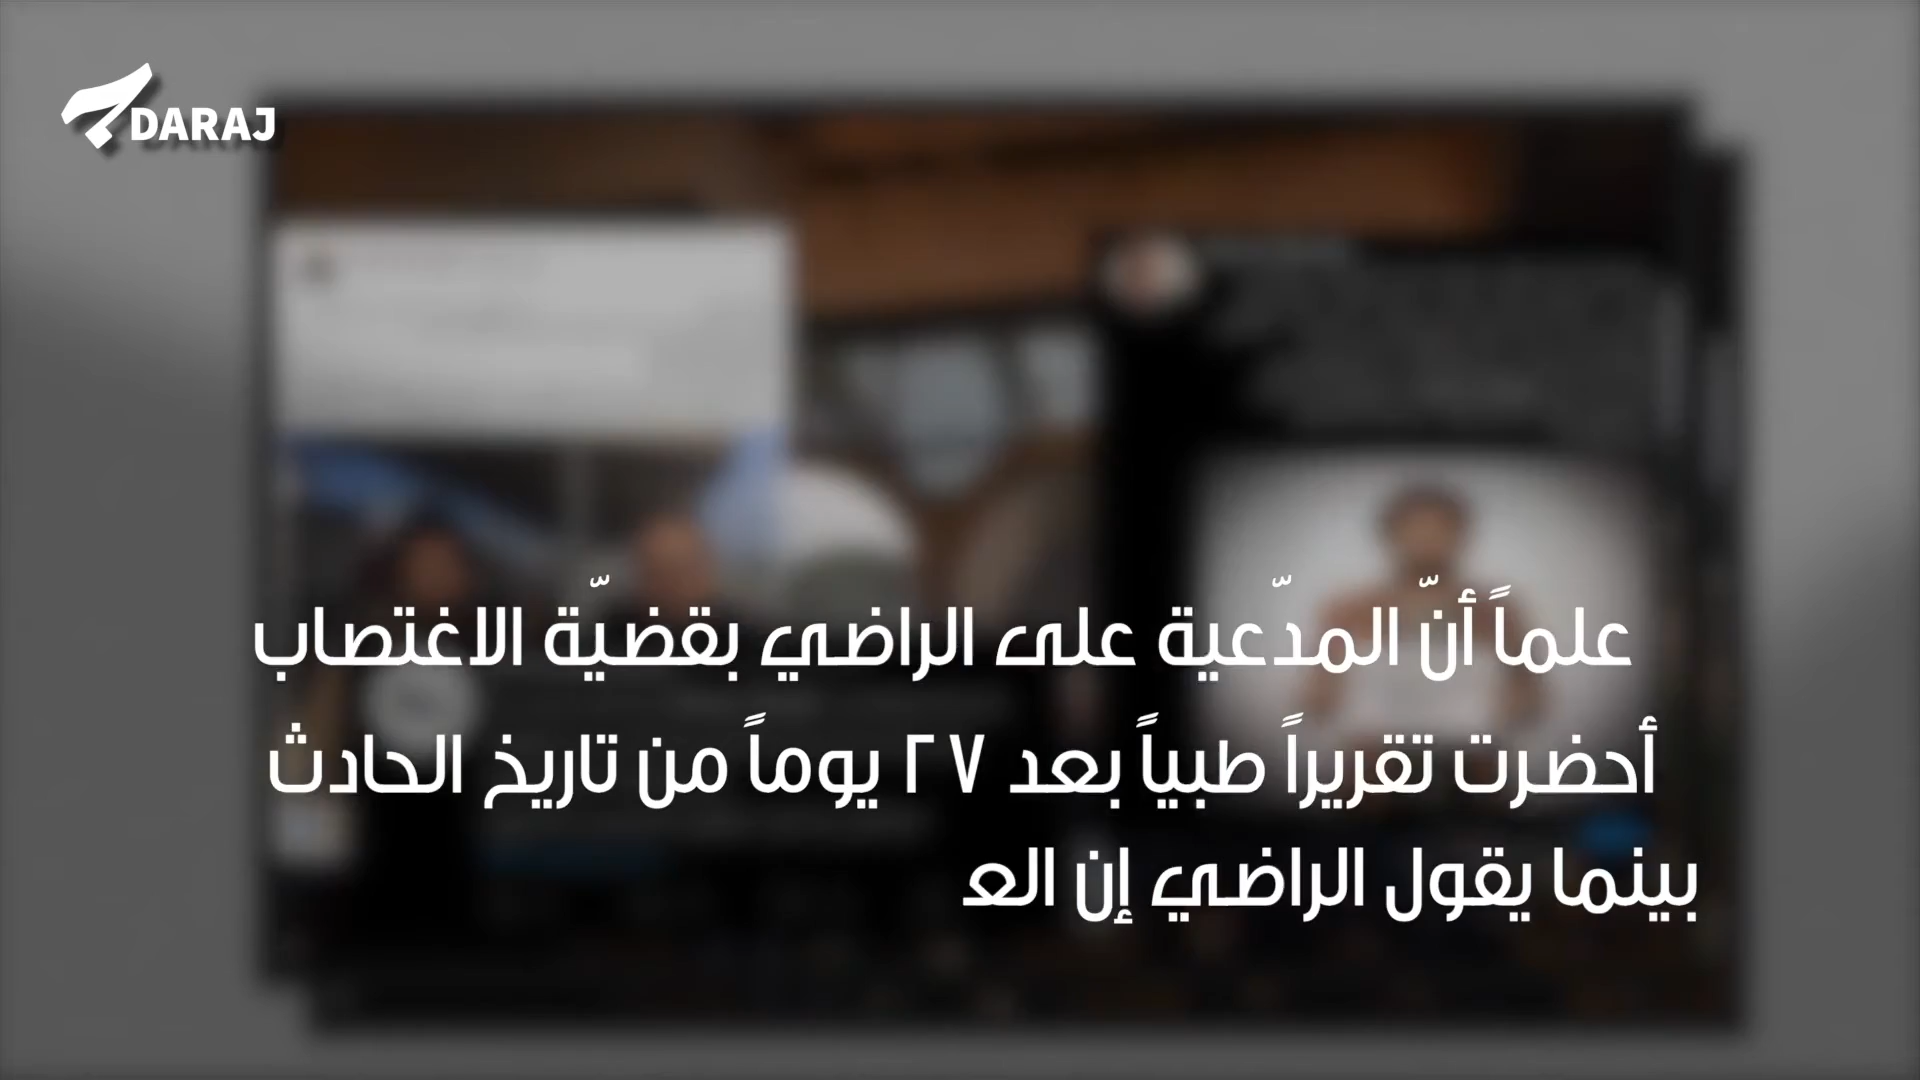 DARAJ
علماً أنّ المدّعية على الراضي بقضيّة الاغتصاب
أحضرت تقريراً طبياً بعد ٢٧ يوماً من تاريخ الحادث
بينما يقول الراضي إن الع